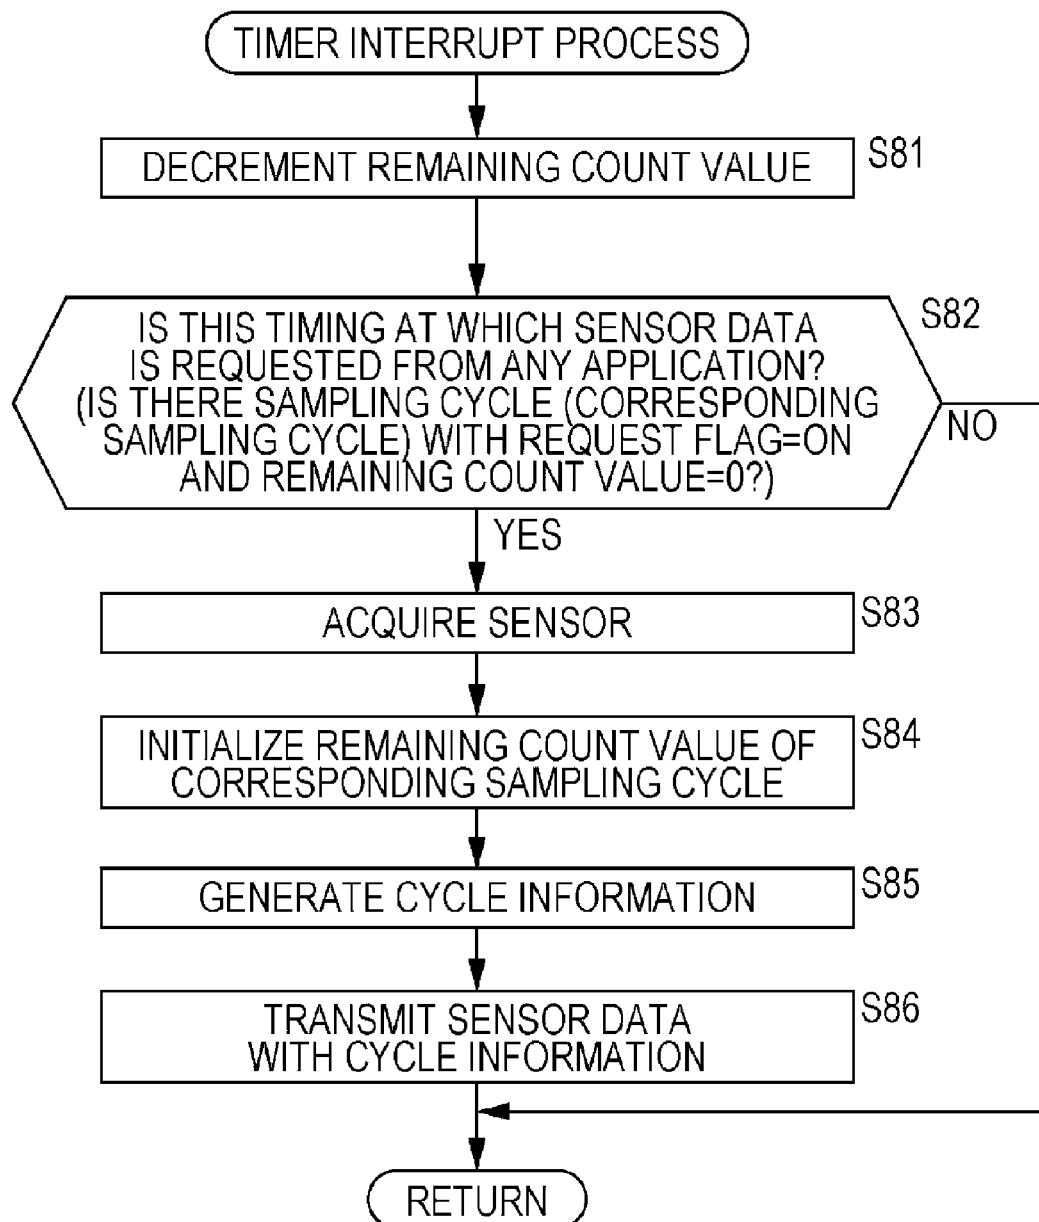 TIMER INTERRUPT PROCESS
DECREMENT REMAINING COUNT VALUE
S81
IS THIS TIMING AT WHICH SENSOR DATA
IS REQUESTED FROM ANY APPLICATION?
(IS THERE SAMPLING CYCLE (CORRESPONDING
SAMPLING CYCLE) WITH REQUEST FLAG=ON
AND REMAINING COUNT VALUE=0?)
S82
NO
YES
ACQUIRE SENSOR
S83
INITIALIZE REMAINING COUNT VALUE OF
CORRESPONDING SAMPLING CYCLE
S84
GENERATE CYCLE INFORMATION
S85
TRANSMIT SENSOR DATA
WITH CYCLE INFORMATION
S86
RETURN